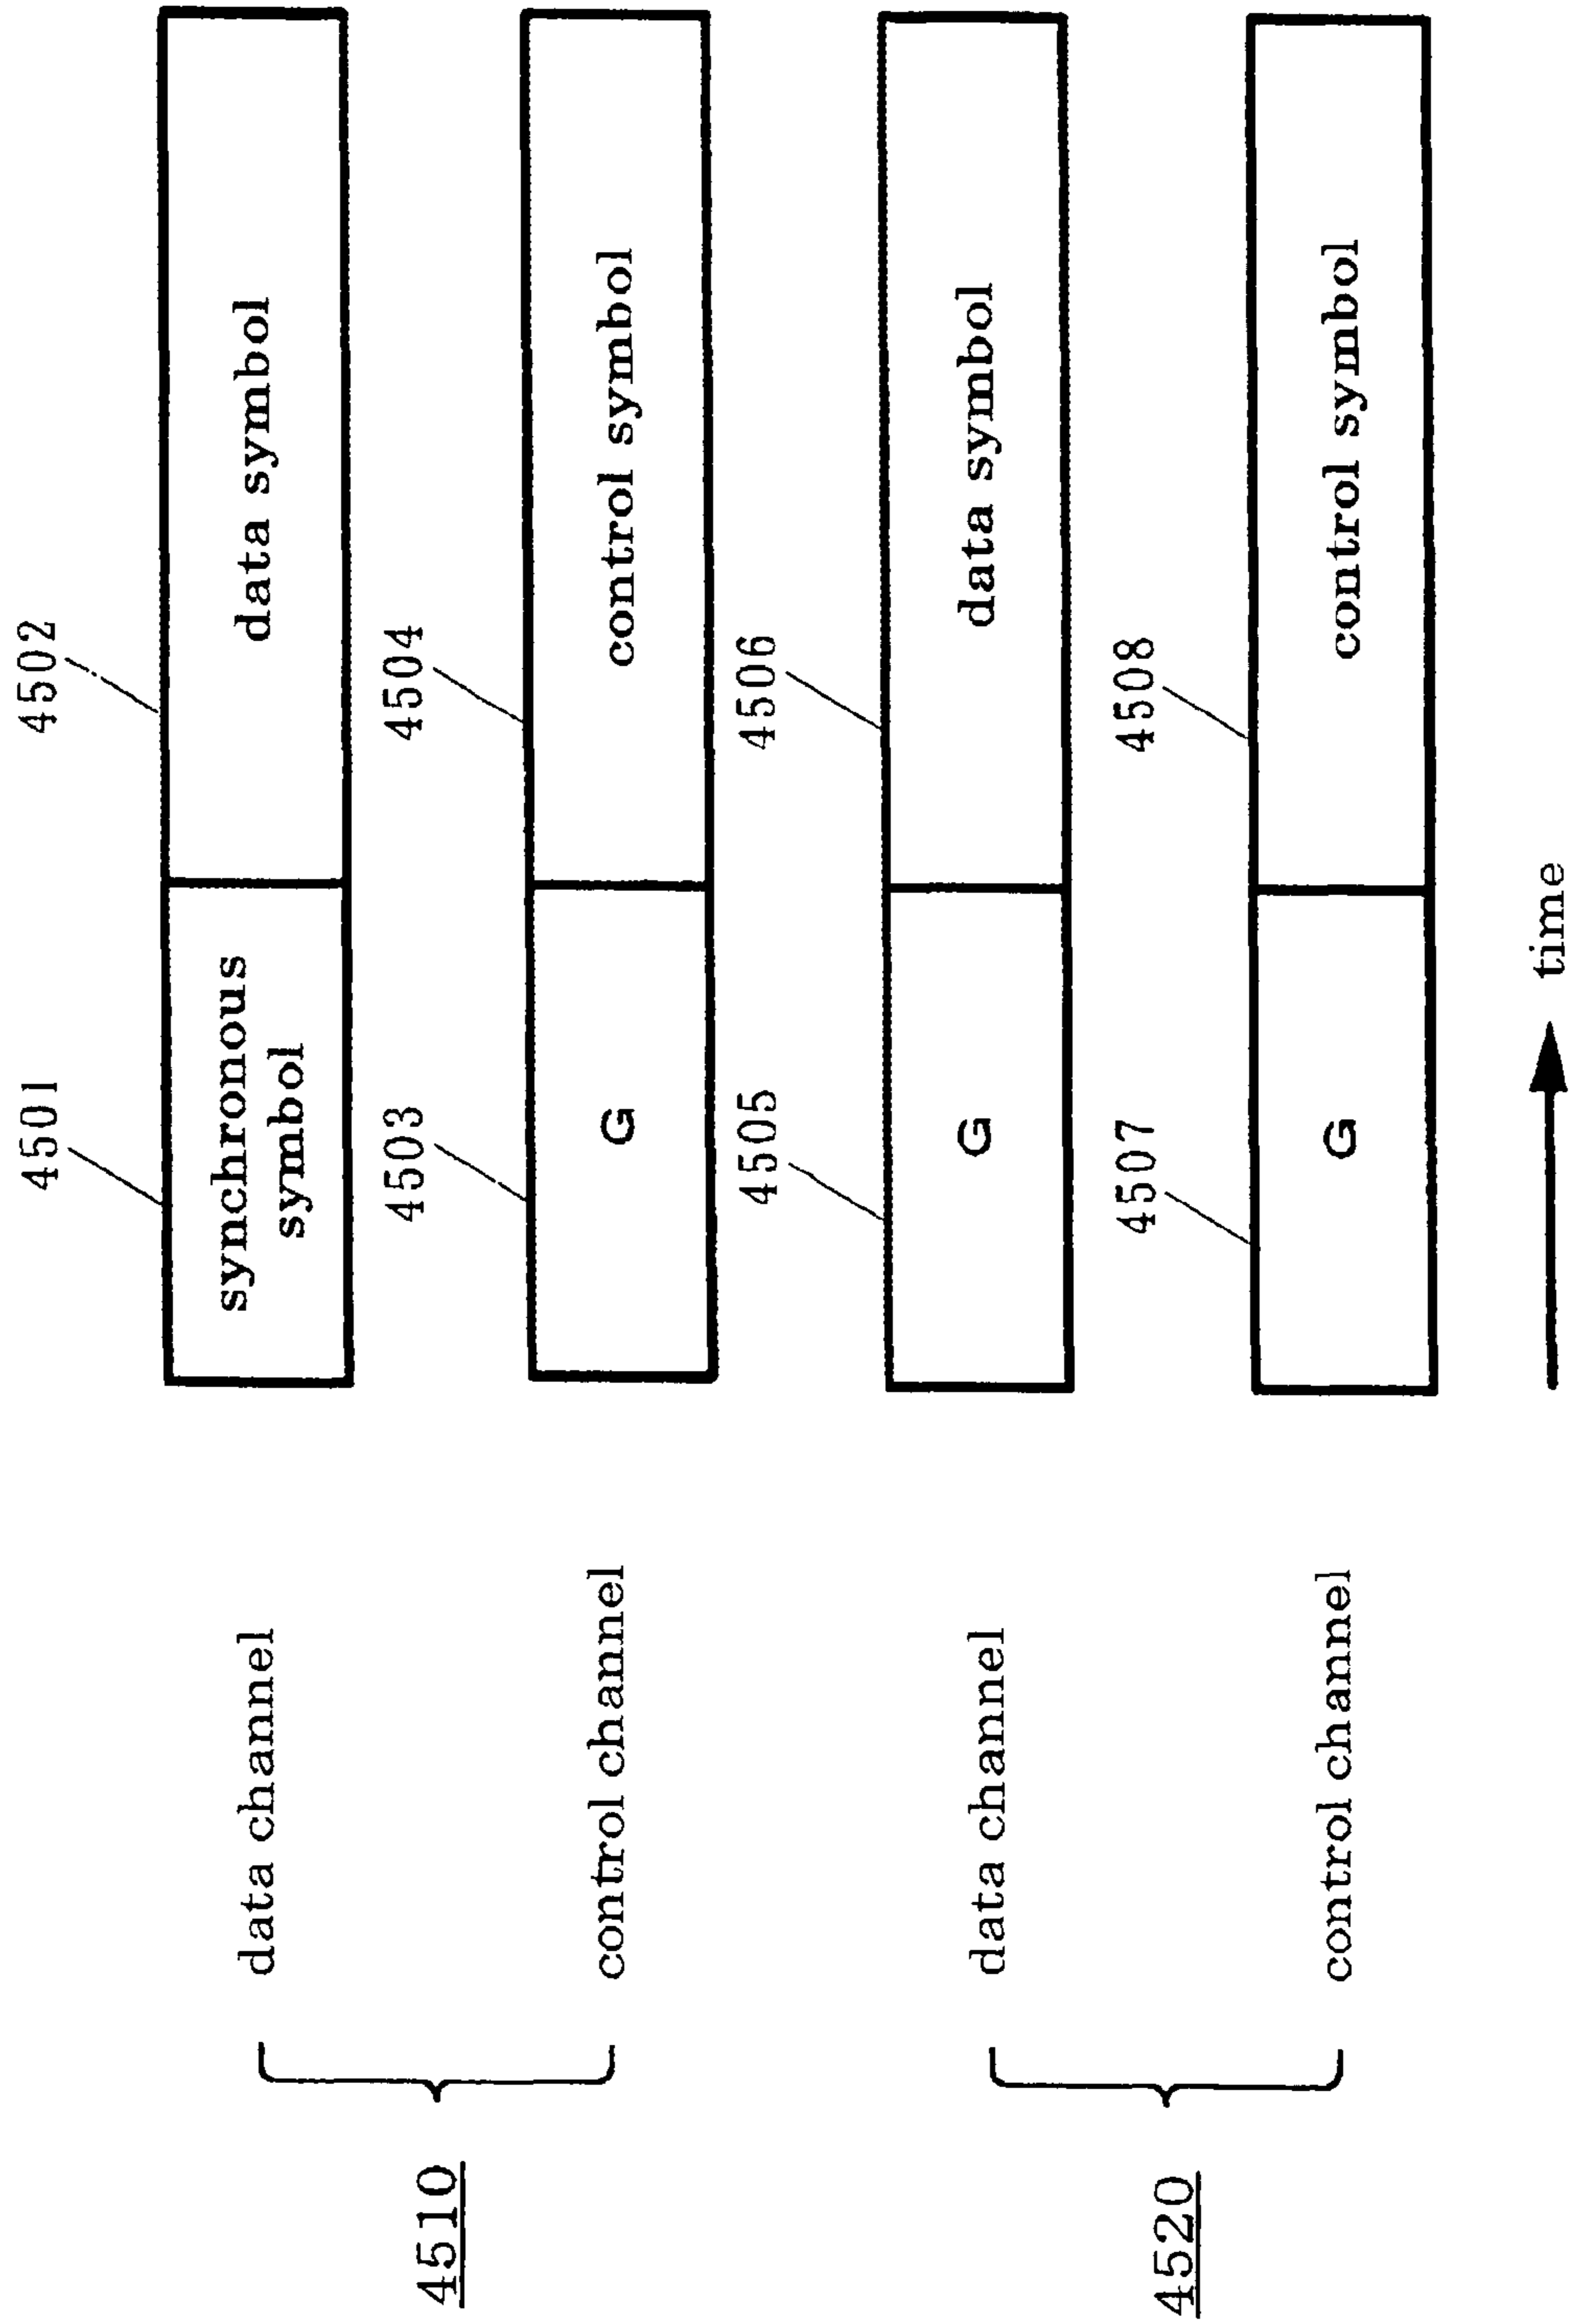 4501
4502
4510
data channel
synchronous
symbol
data symbol
4503
4504
control channel
G
control symbol
4505
4506
4520
data channel
G
data symbol
4507
4508
control channel
G
control symbol
time